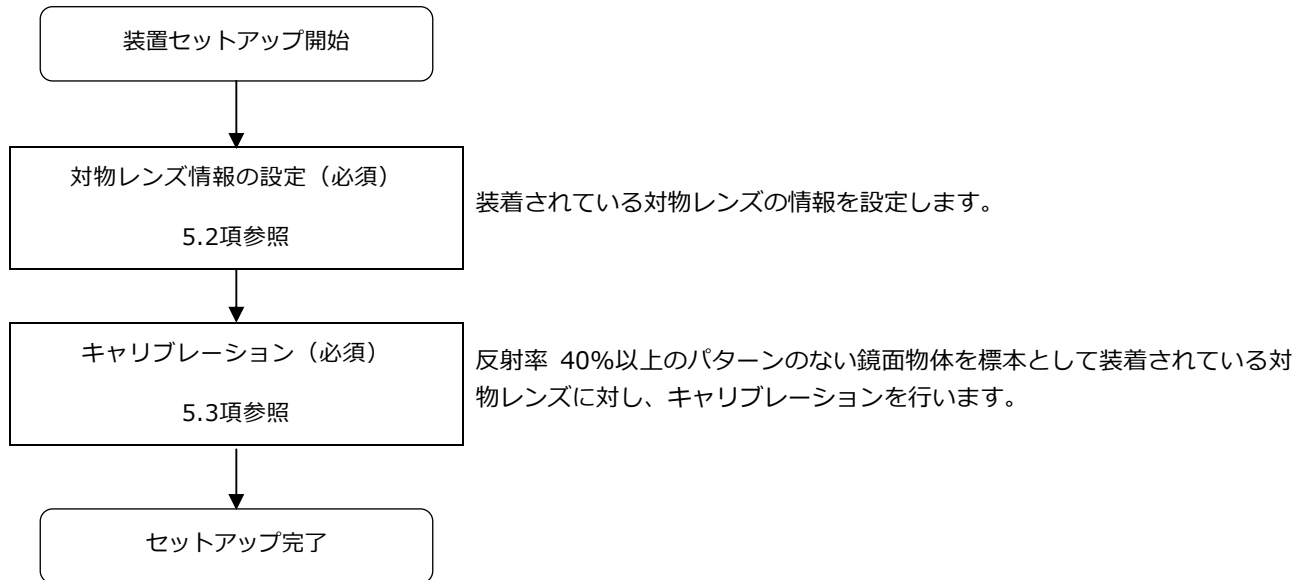 装置セットアップ開始
対物レンズ情報の設定（必須）
5.2項参照
装着されている対物レンズの情報を設定します。
キャリブレーション（必須）
5.3項参照
反射率 40%以上のパターンのない鏡面物体を標本として装着されている対
物レンズに対し、キャリブレーションを行います。
セットアップ完了